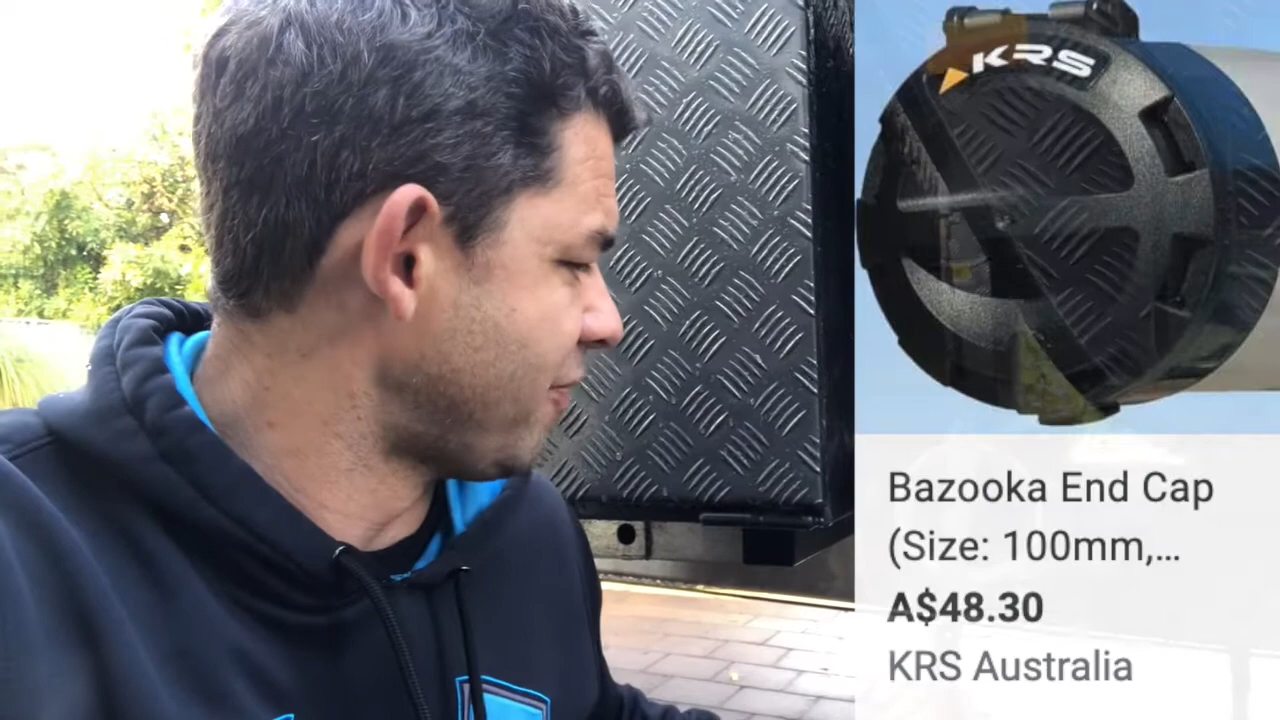 KRS
Bazooka End Cap
(Size: 100mm,...
A$48.30
KRS Australia